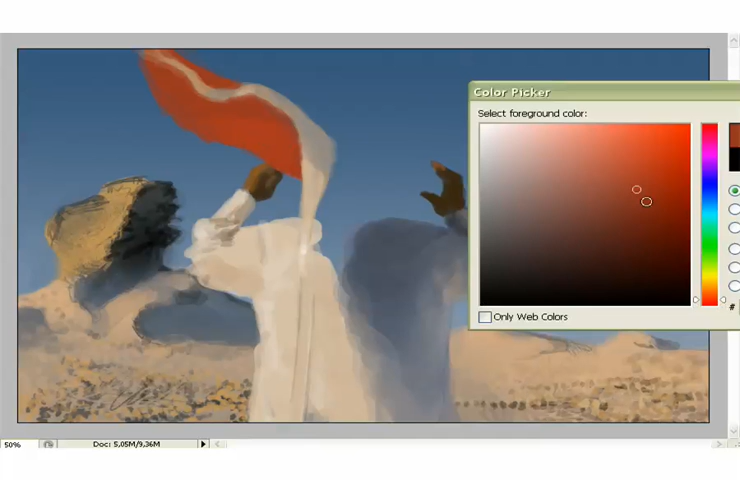 Color Picker
Select foreground color:
#
Only Web Colors
50%
Doc: 5,05M/9,36M